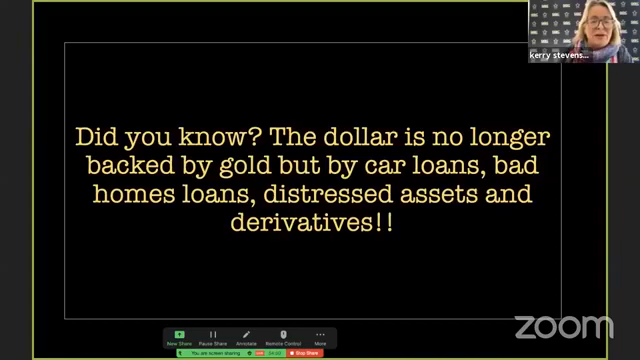 kerry stevens...
Did you know? The dollar is no longer
backed by gold but by car loans, bad
homes loans, distressed assets and
derivatives!!
zoom
New Share
Pause Share
Annotate
Remote Control
More
You are screen sharing
Stop Share